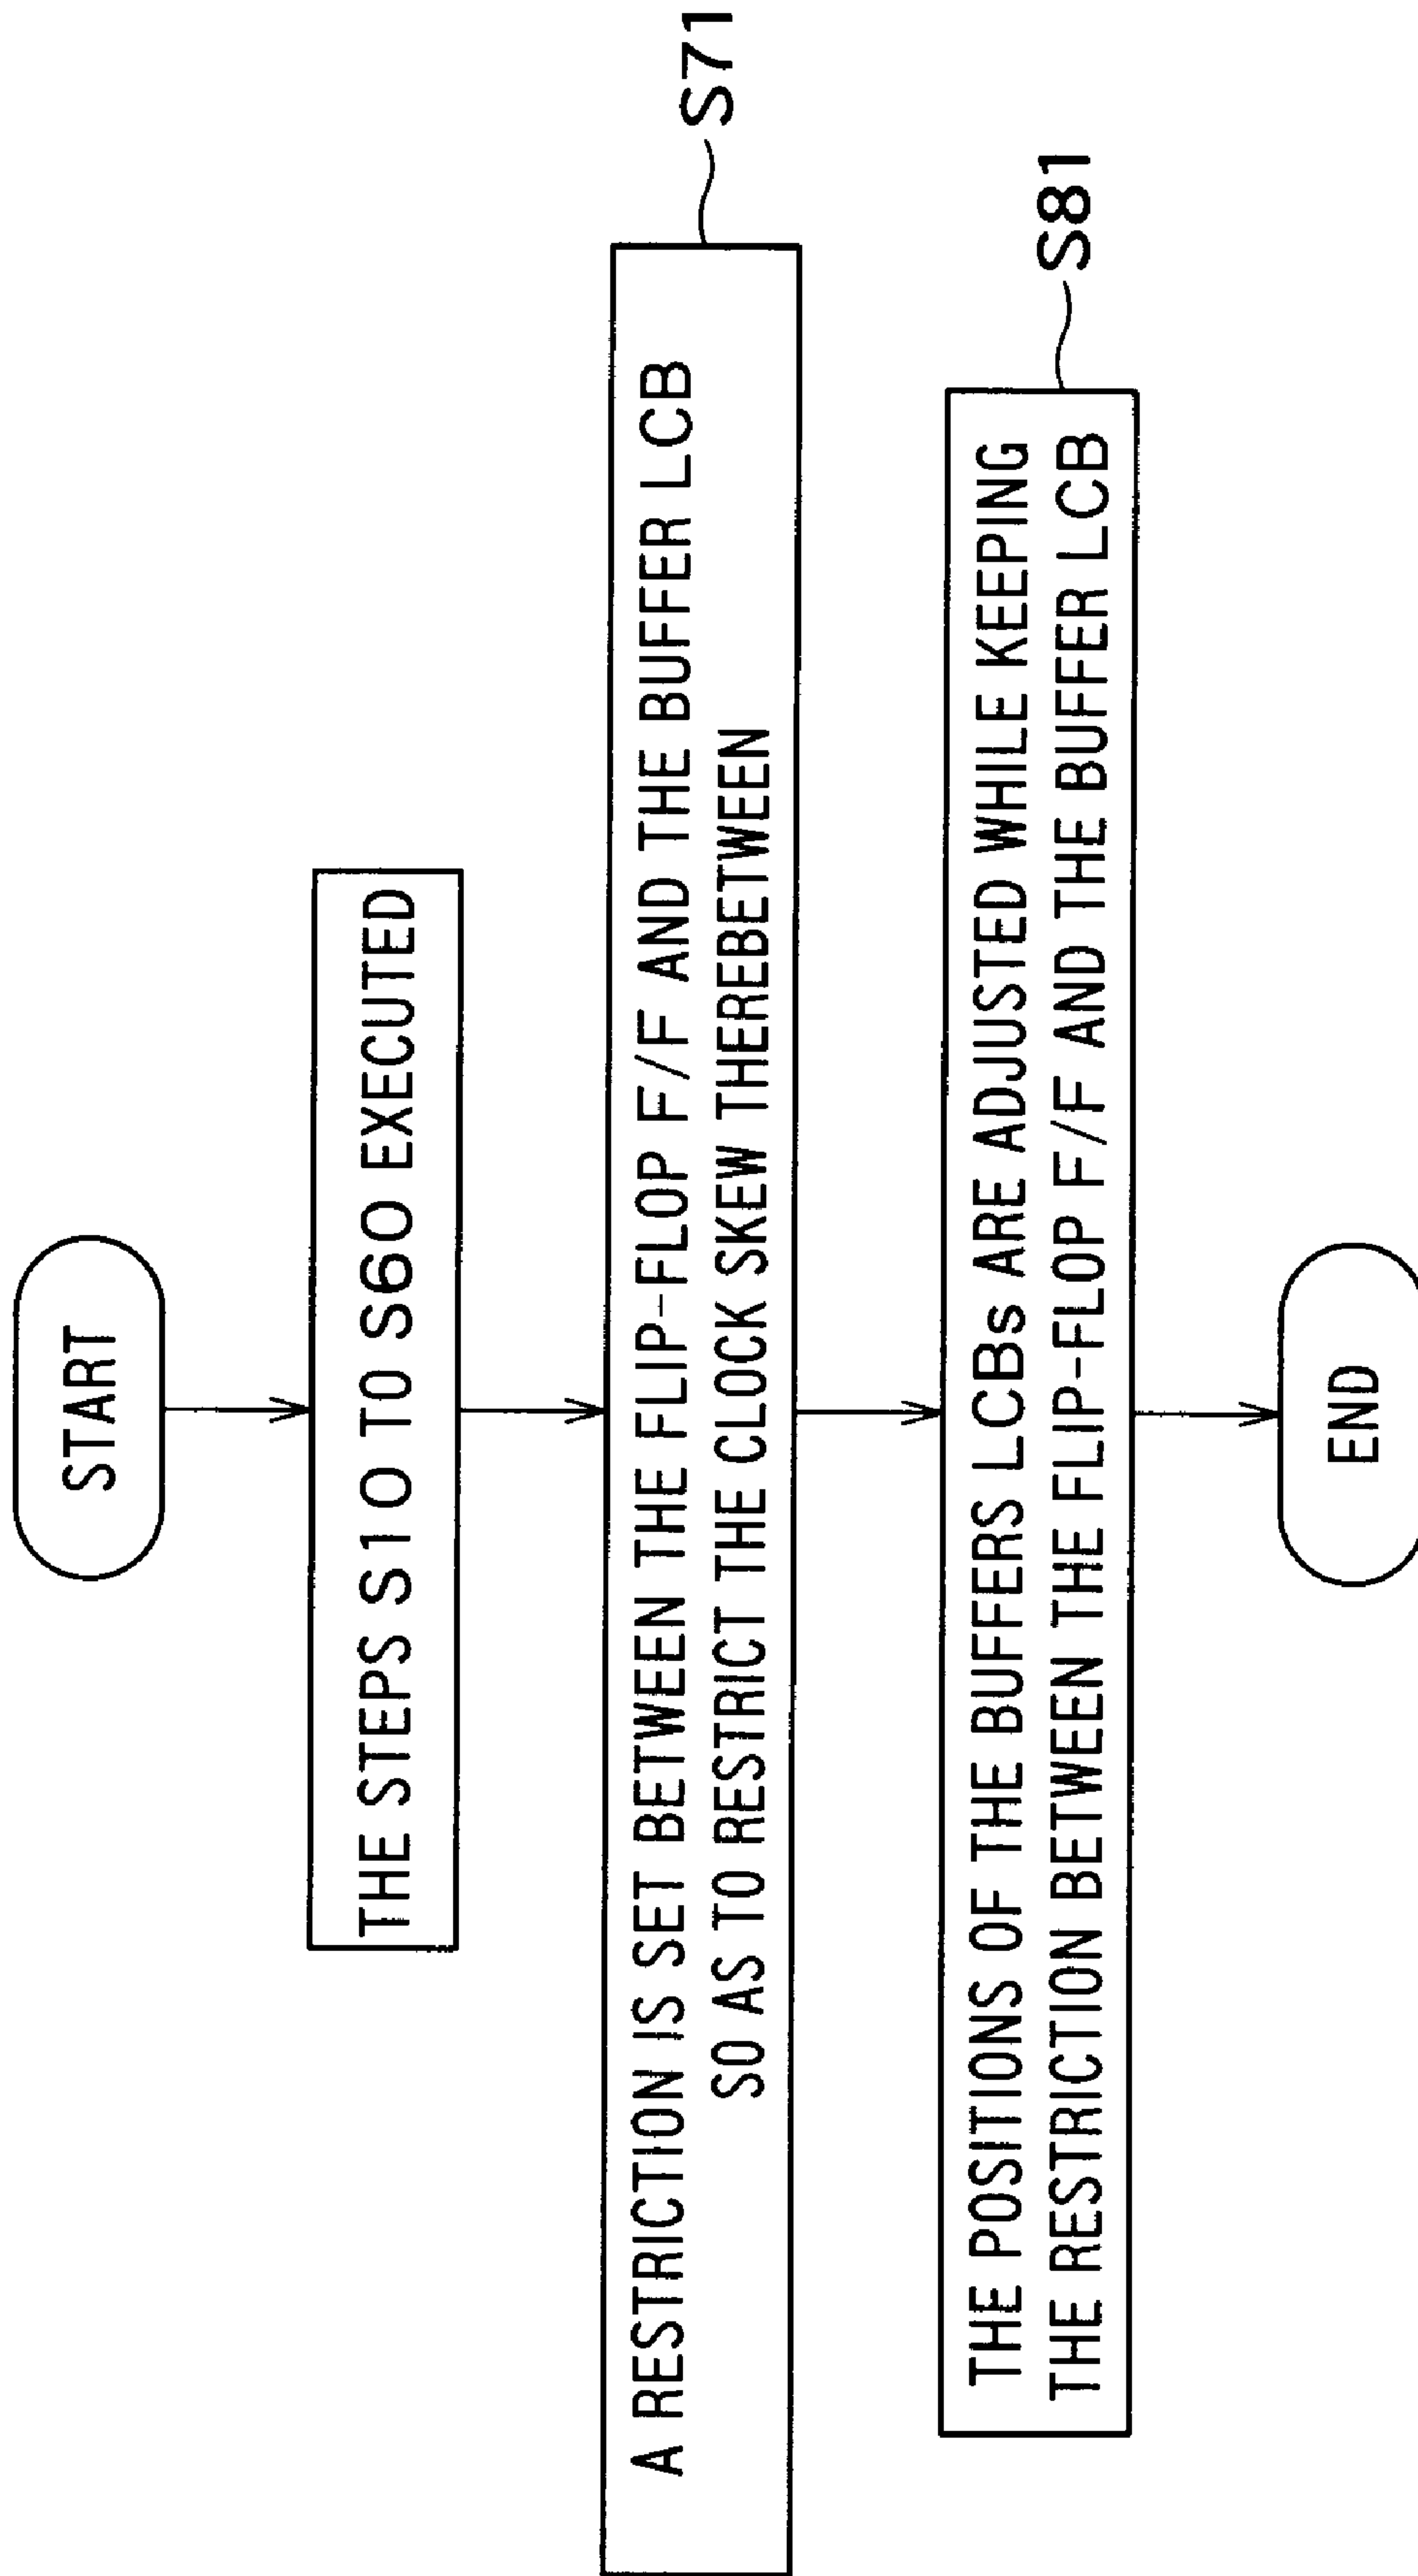 START
THE STEPS S10 TO S60 EXECUTED
A RESTRICTION IS SET BETWEEN THE FLIP-FLOP F/F AND THE BUFFER LCB
SO AS TO RESTRICT THE CLOCK SKEW THEREBETWEEN
S71
THE POSITIONS OF THE BUFFERS LCBs ARE ADJUSTED WHILE KEEPING
THE RESTRICTION BETWEEN THE FLIP-FLOP F/F AND THE BUFFER LCB
S81
END